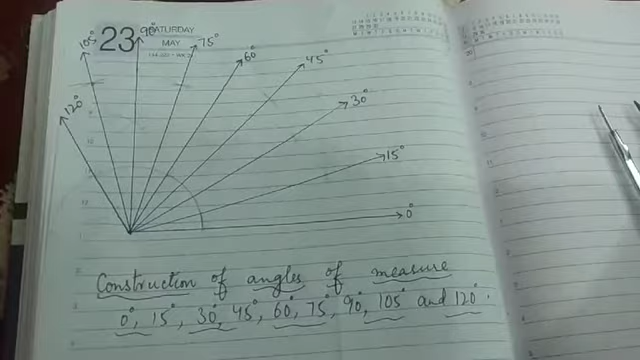 23 SATURDAY
MAY
105°
90°
75°
60°
45°
120°
30°
15°
0°
Construction of angles of measure
0°, 15°, 30°, 45°, 60°, 75°, 90°, 105° and 120°.